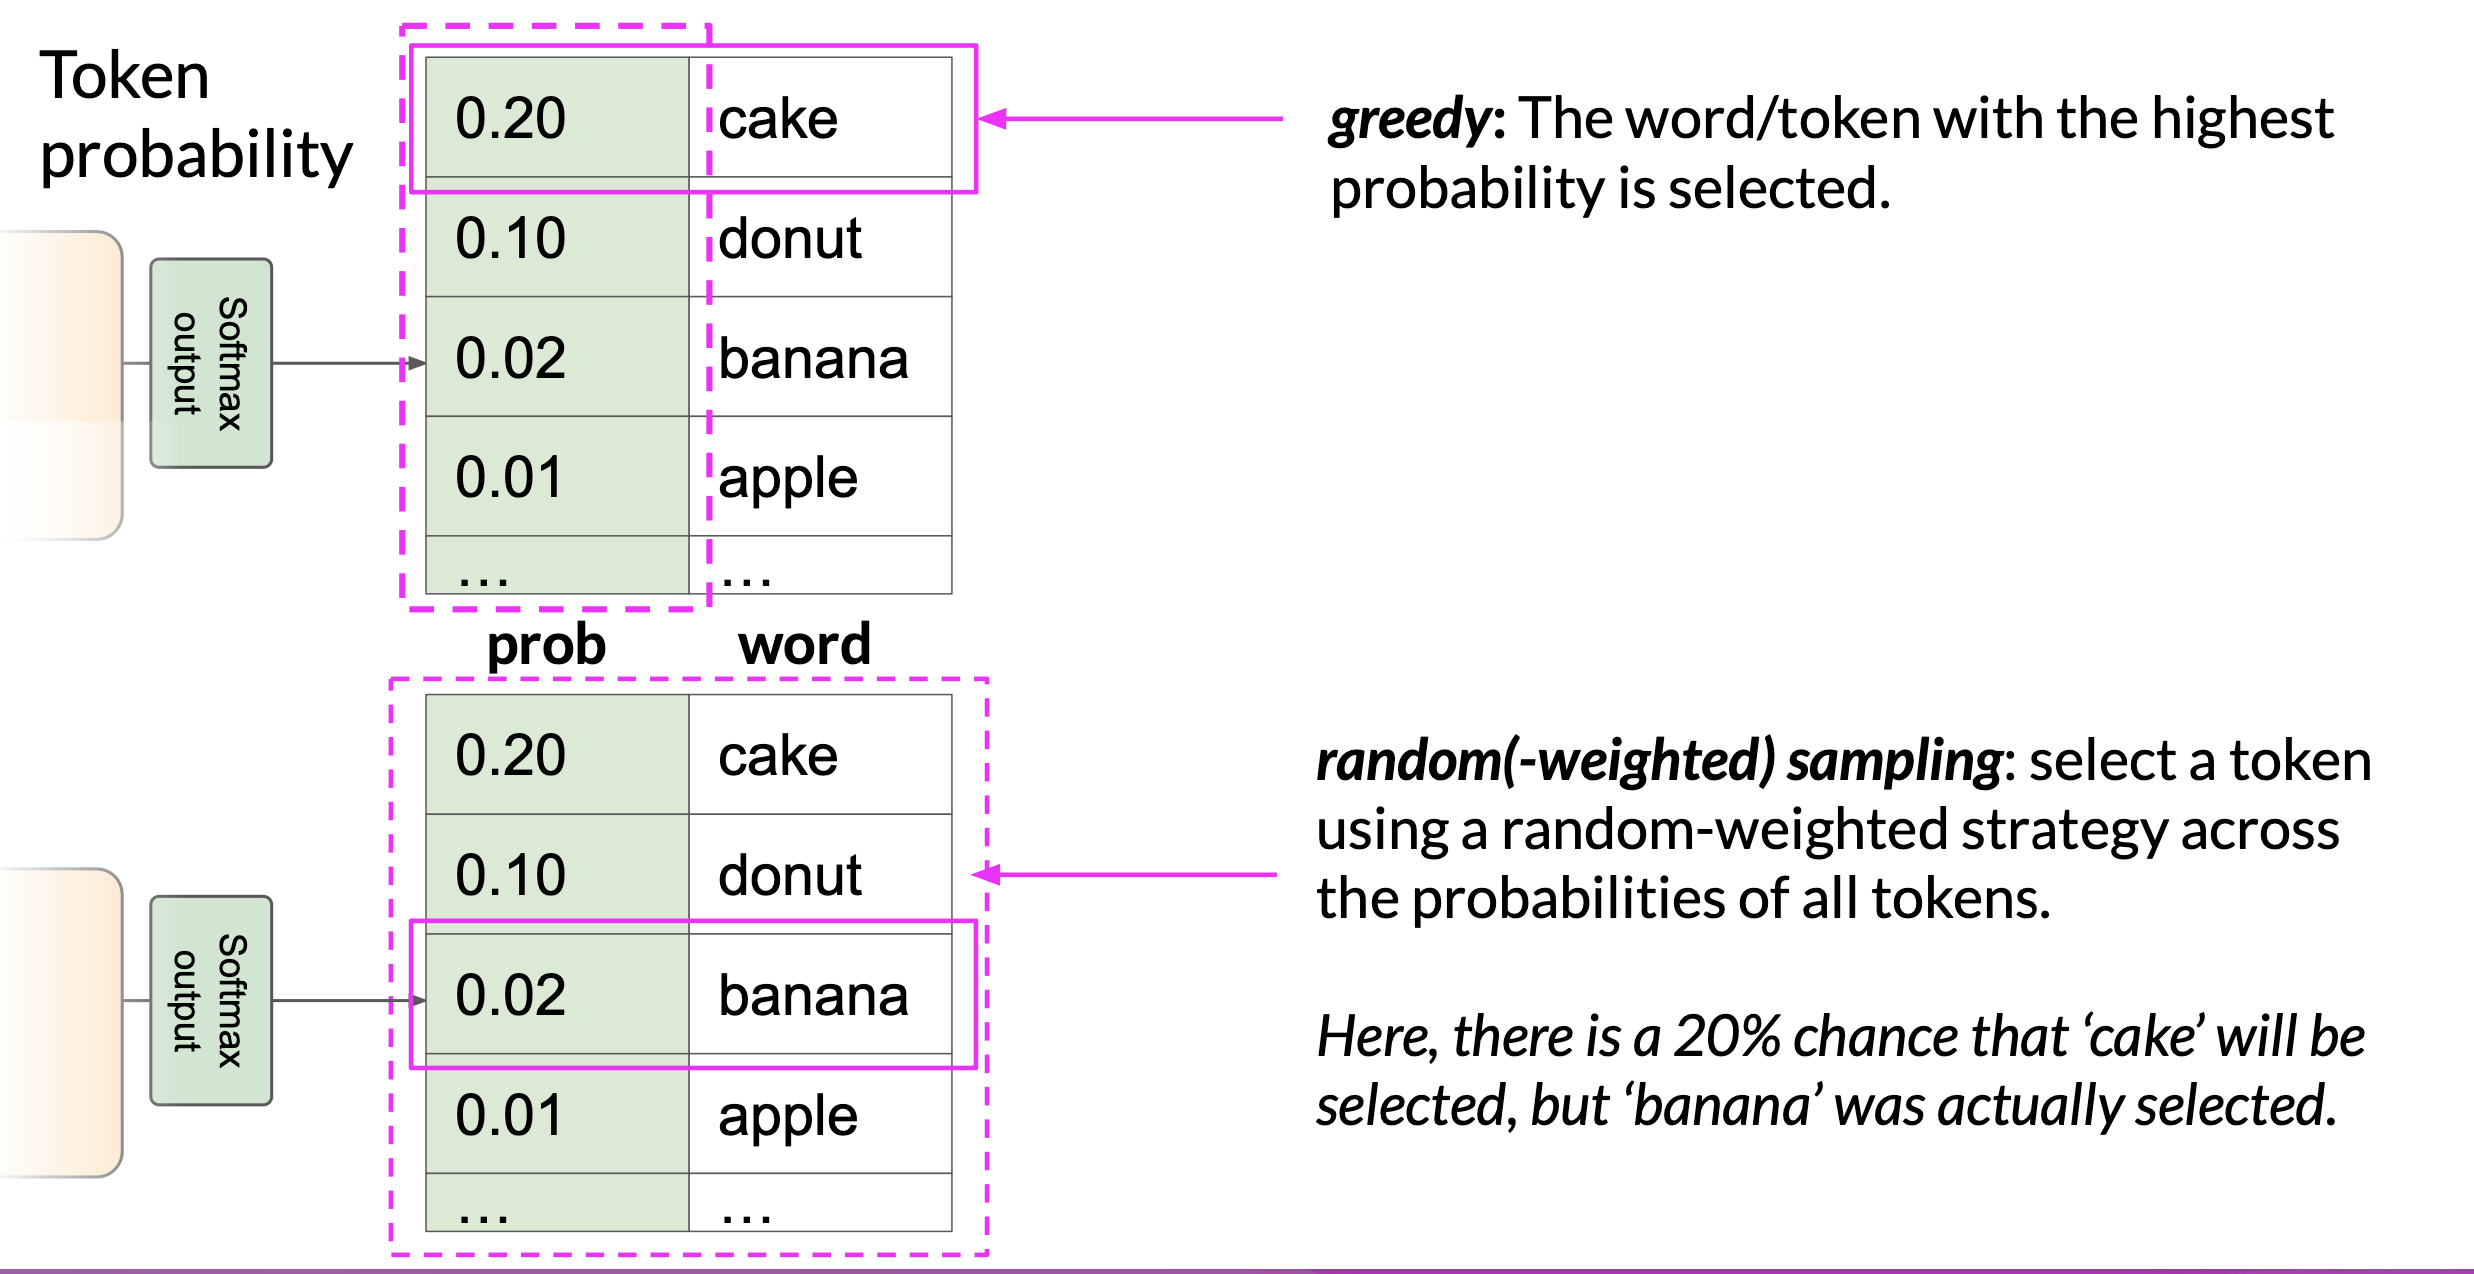 Token
probability
0.20 cake
0.10 donut
0.02 banana
0.01 apple
... ...
Softmax
output
greedy: The word/token with the highest
probability is selected.
prob word
0.20 cake
0.10 donut
0.02 banana
0.01 apple
... ...
Softmax
output
random(-weighted) sampling: select a token
using a random-weighted strategy across
the probabilities of all tokens.
Here, there is a 20% chance that ‘cake’ will be
selected, but ‘banana’ was actually selected.